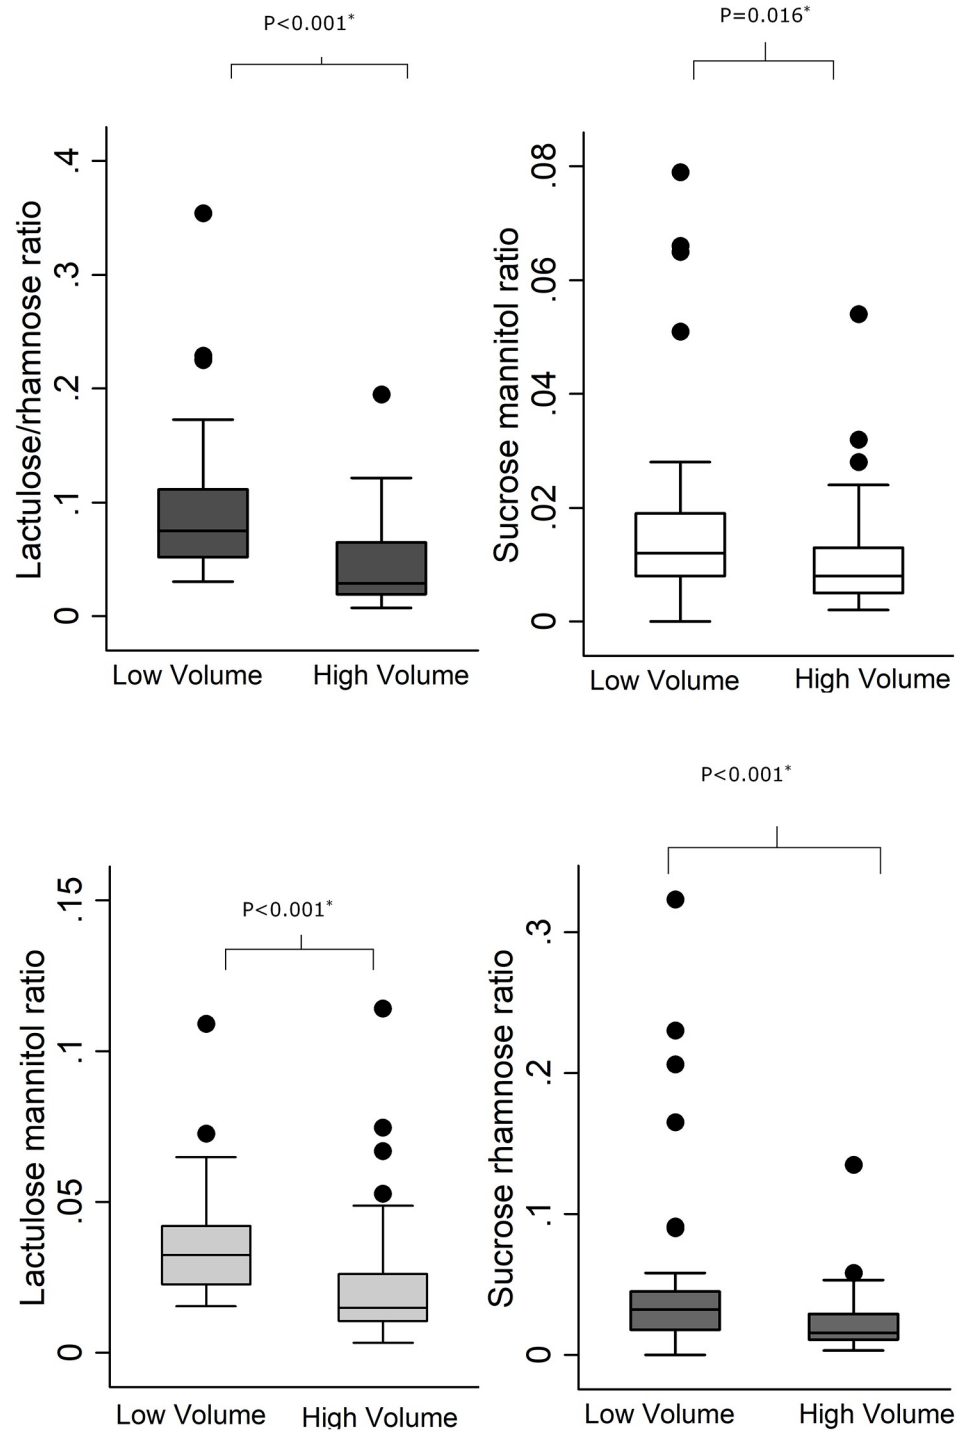 P<0.001*
Lactulose/rhamnose ratio
.4
.3
.2
.1
0
Low Volume High Volume
P=0.016*
Sucrose mannitol ratio
.08
.06
.04
.02
0
Low Volume High Volume
P<0.001*
Lactulose mannitol ratio
.15
.1
.05
0
Low Volume High Volume
P<0.001*
Sucrose rhamnose ratio
.3
.2
.1
0
Low Volume High Volume